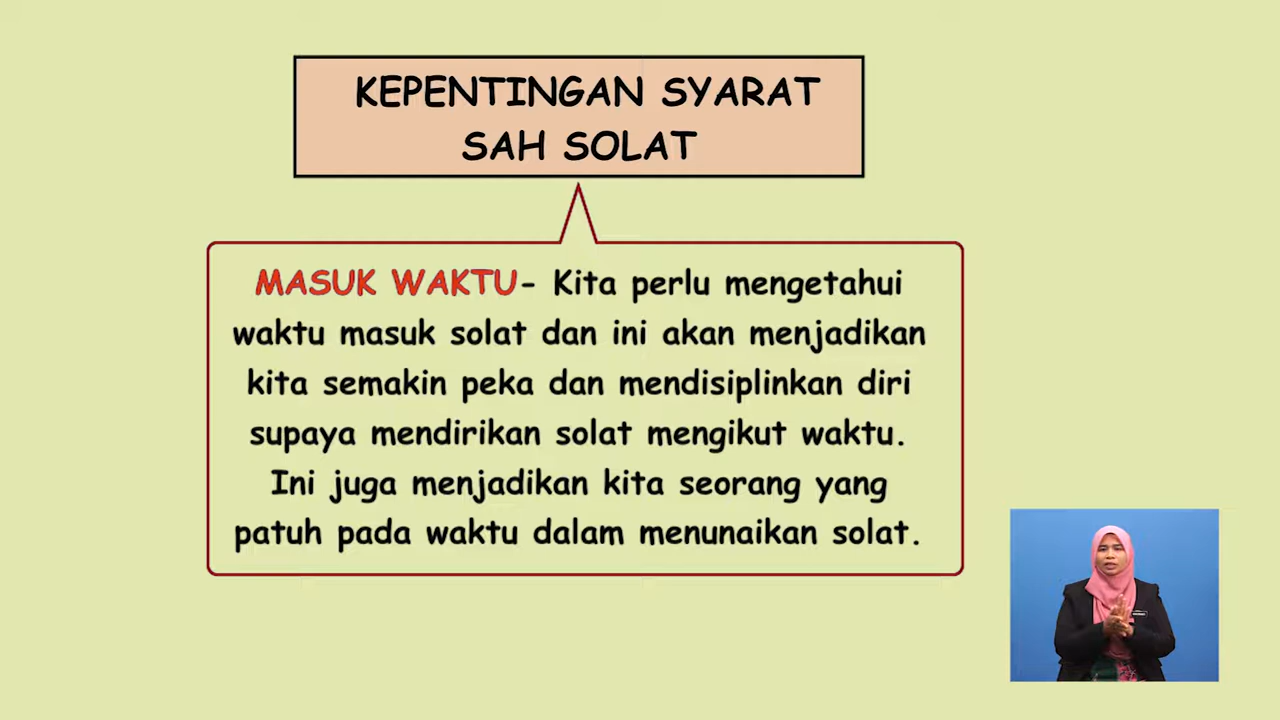 KEPENTINGAN SYARAT
SAH SOLAT
MASUK WAKTU- Kita perlu mengetahui
waktu masuk solat dan ini akan menjadikan
kita semakin peka dan mendisiplinkan diri
supaya mendirikan solat mengikut waktu.
Ini juga menjadikan kita seorang yang
patuh pada waktu dalam menunaikan solat.